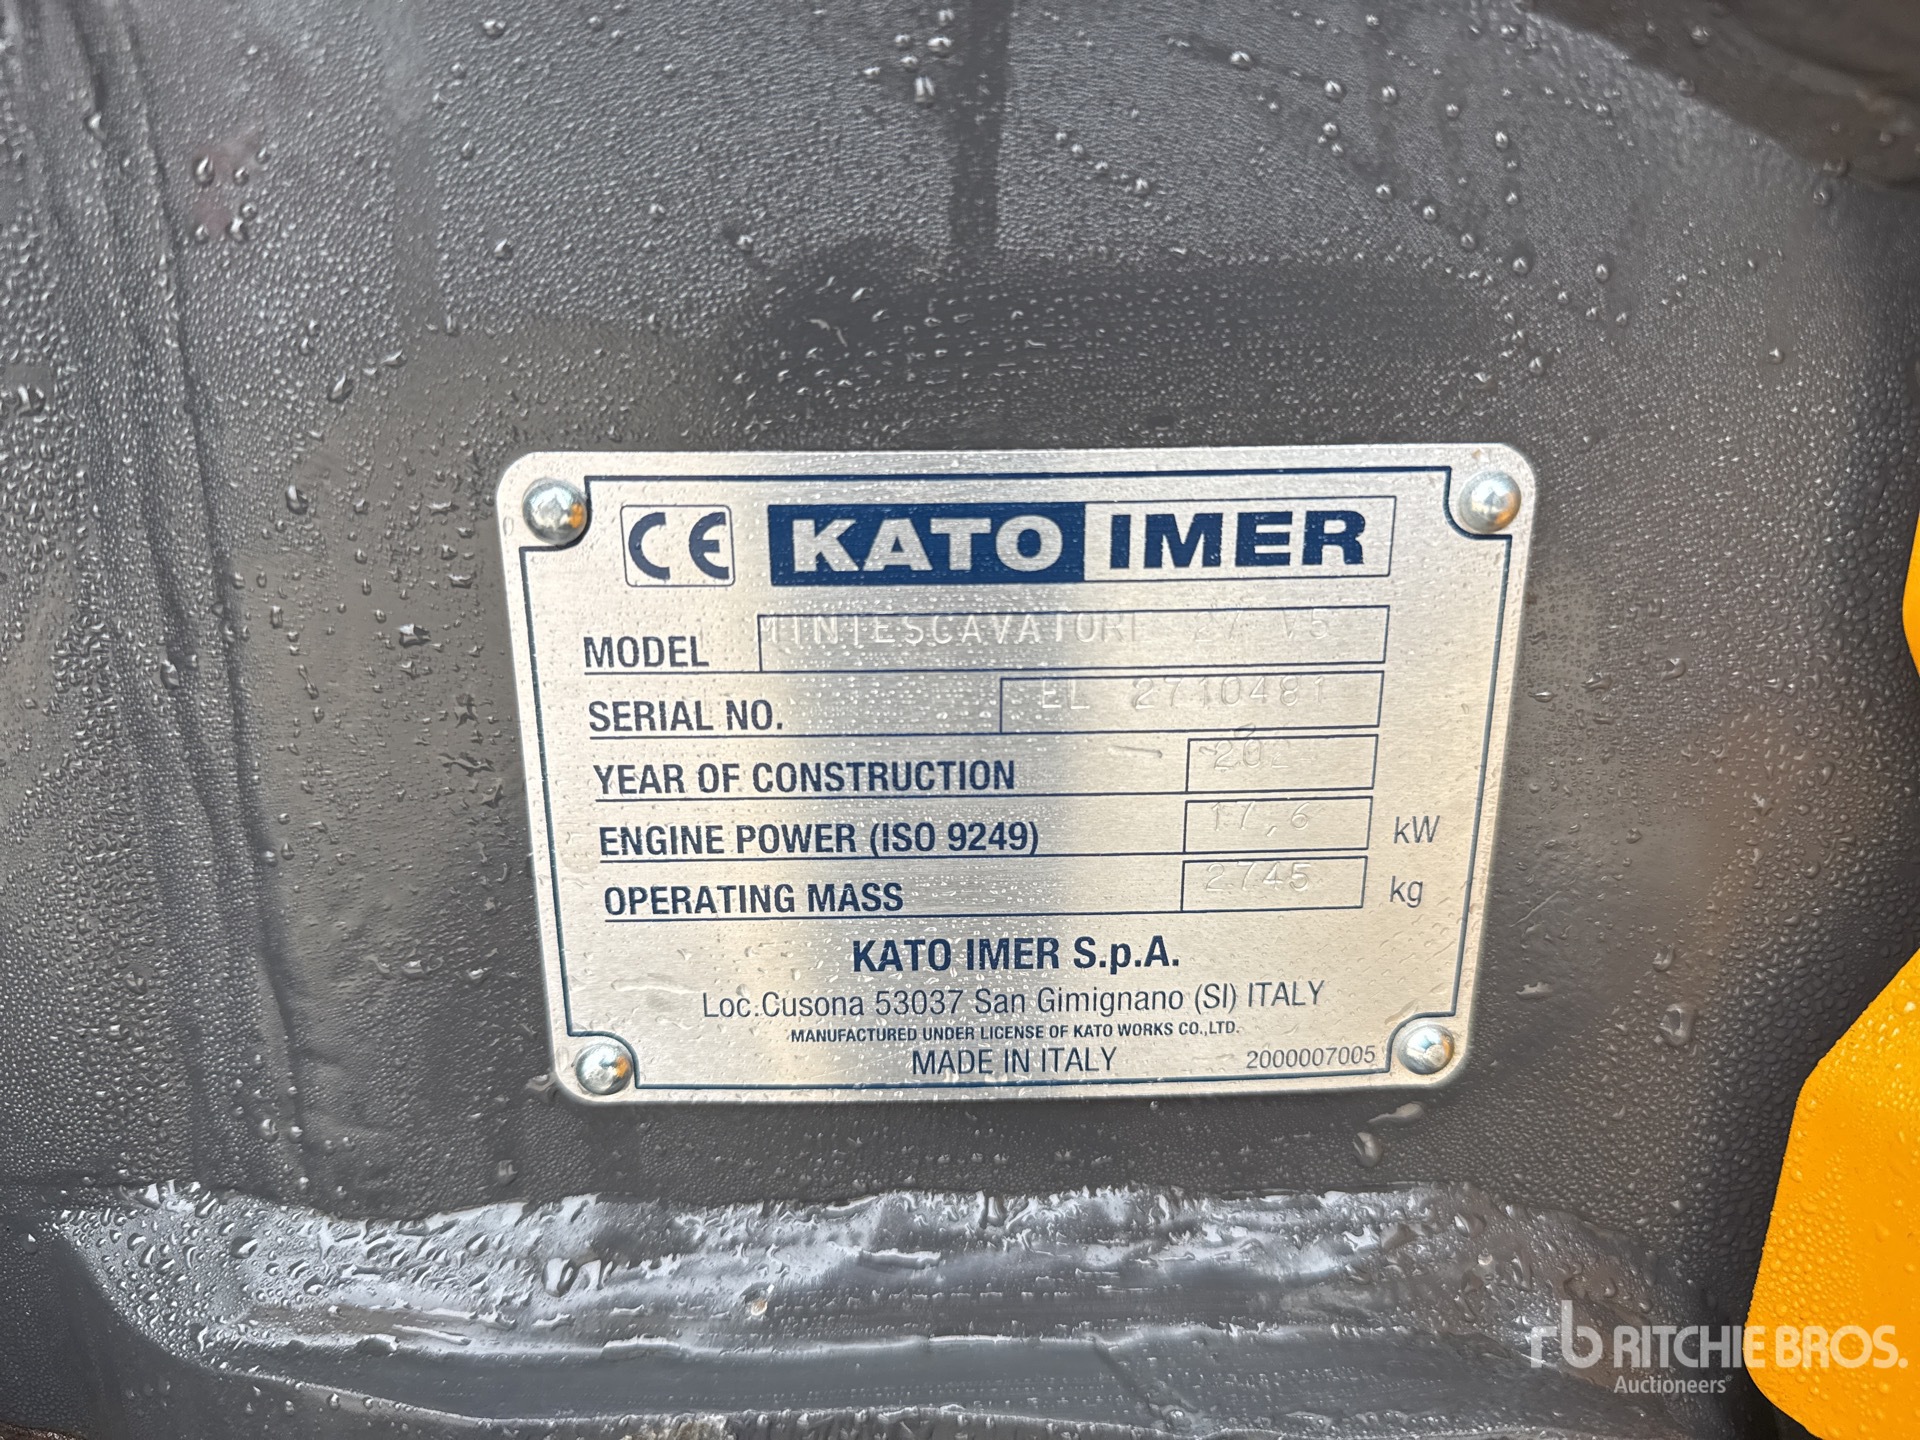 CE KATO IMER
MODEL MINIESCAVATORE 27 V5
SERIAL NO. EL 2710481
YEAR OF CONSTRUCTION
ENGINE POWER (ISO 9249) 17,6 kW
OPERATING MASS 2745 kg
KATO IMER S.p.A.
Loc.Cusona 53037 San Gimignano (SI) ITALY
MANUFACTURED UNDER LICENSE OF KATO WORKS CO.,LTD.
MADE IN ITALY 2000007005
rb RITCHIE BROS.
Auctioneers